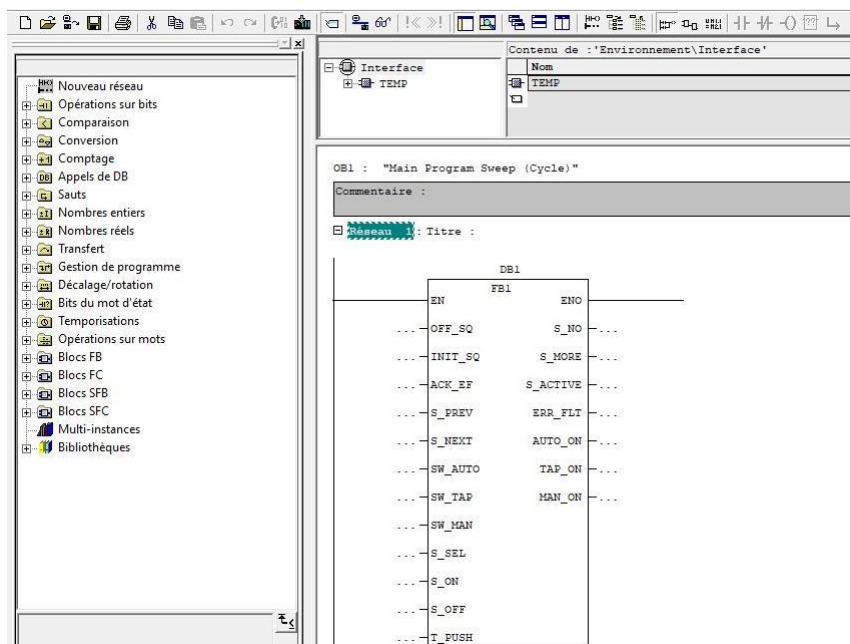 Contenu de :'Environnement\Interface'
Interface
TEMP
Nom
TEMP
Nouveau réseau
Opérations sur bits
Comparaison
Conversion
Comptage
Appels de DB
Sauts
Nombres entiers
Nombres réels
Transfert
Gestion de programme
Décalage/rotation
Bits du mot d'état
Temporisations
Opérations sur mots
Blocs FB
Blocs FC
Blocs SFB
Blocs SFC
Multi-instances
Bibliothèques
OB1 : "Main Program Sweep (Cycle)"
Commentaire :
Réseau 1: Titre :
DB1
FB1
EN ENO
... OFF_SQ S_NO ...
... INIT_SQ S_MORE ...
... ACK_EF S_ACTIVE ...
... S_PREV ERR_FLT ...
... S_NEXT AUTO_ON ...
... SW_AUTO TAP_ON ...
... SW_TAP MAN_ON ...
... SW_MAN
... S_SEL
... S_ON
... S_OFF
... T_PUSH